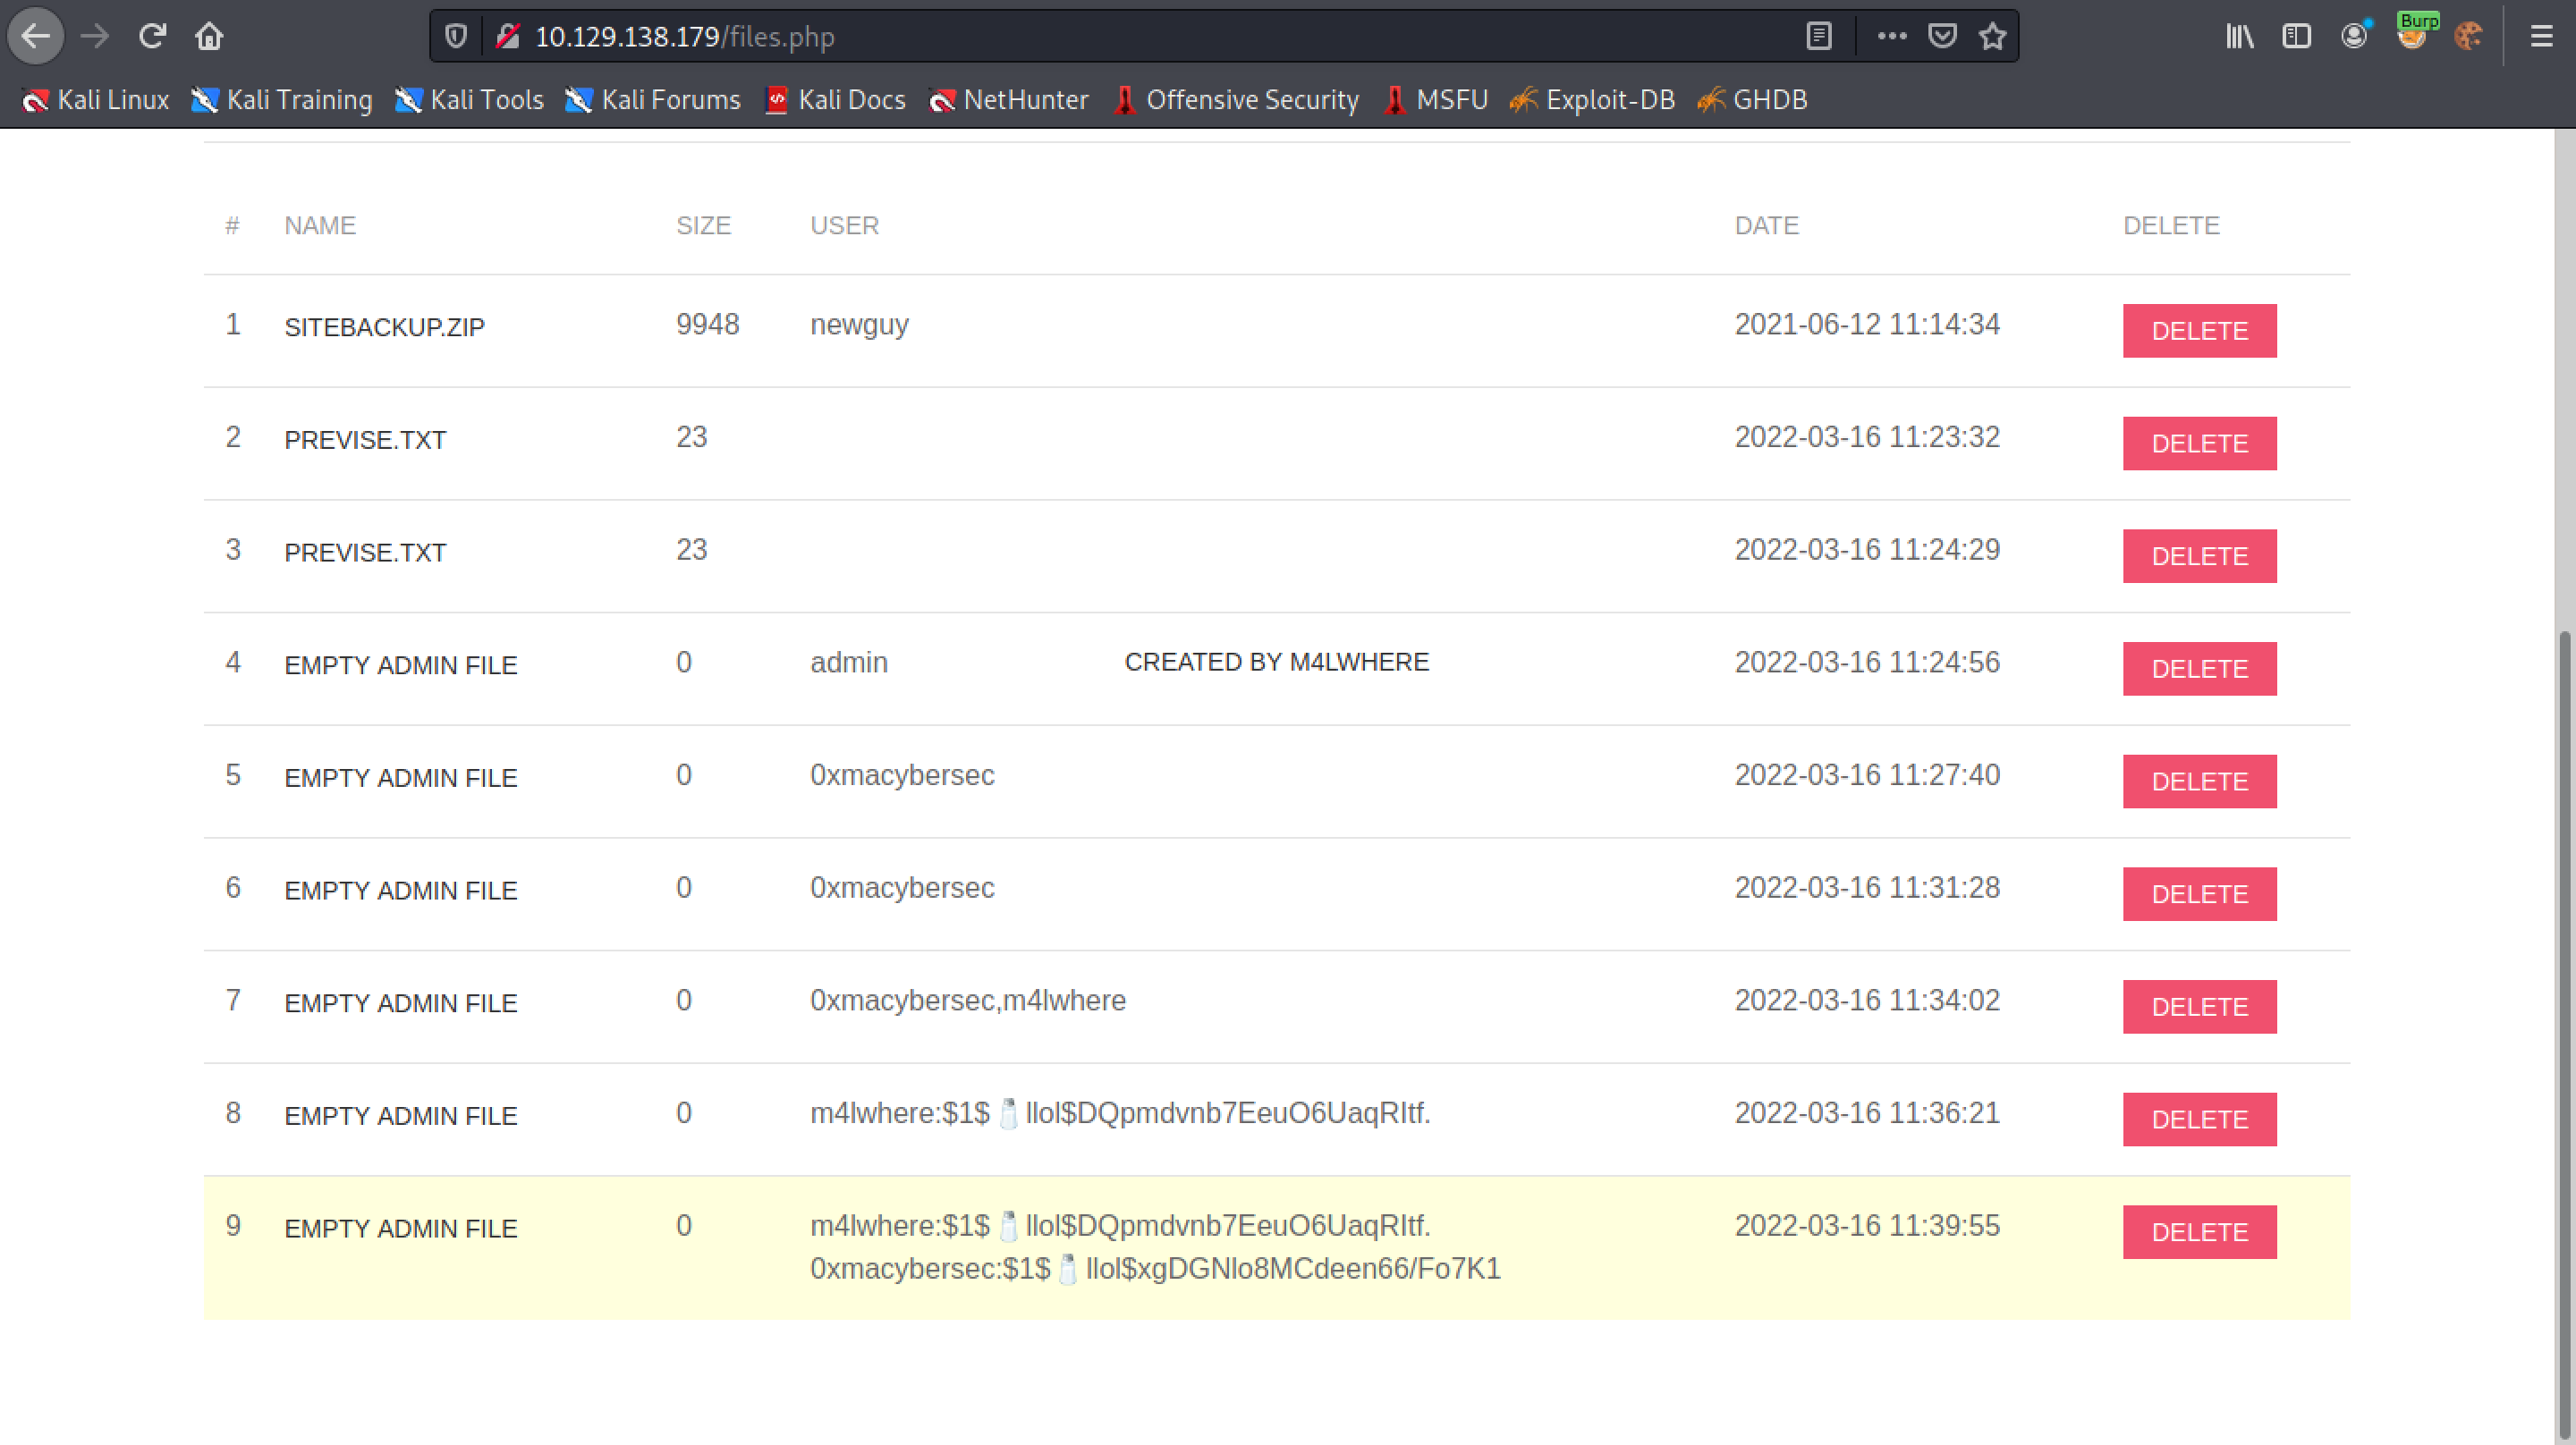 10.129.138.179/files.php
Burp
Kali Linux Kali Training Kali Tools Kali Forums Kali Docs NetHunter Offensive Security MSFU Exploit-DB GHDB
# NAME SIZE USER DATE DELETE
1 SITEBACKUP.ZIP 9948 newguy 2021-06-12 11:14:34 DELETE
2 PREVISE.TXT 23 2022-03-16 11:23:32 DELETE
3 PREVISE.TXT 23 2022-03-16 11:24:29 DELETE
4 EMPTY ADMIN FILE 0 admin CREATED BY M4LWHERE 2022-03-16 11:24:56 DELETE
5 EMPTY ADMIN FILE 0 0xmacybersec 2022-03-16 11:27:40 DELETE
6 EMPTY ADMIN FILE 0 0xmacybersec 2022-03-16 11:31:28 DELETE
7 EMPTY ADMIN FILE 0 0xmacybersec,m4lwhere 2022-03-16 11:34:02 DELETE
8 EMPTY ADMIN FILE 0 m4lwhere:$1$🧂llol$DQpmdvnb7EeuO6UaqRItf. 2022-03-16 11:36:21 DELETE
9 EMPTY ADMIN FILE 0 m4lwhere:$1$🧂llol$DQpmdvnb7EeuO6UaqRItf. 2022-03-16 11:39:55 DELETE
0xmacybersec:$1$🧂llol$xgDGNlo8MCdeen66/Fo7K1